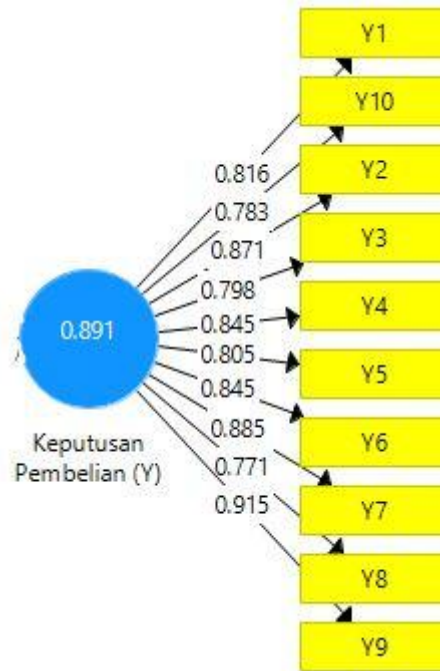 Y1
Y10
Y2
Y3
Y4
Y5
Y6
Y7
Y8
Y9
0.816
0.783
0.871
0.798
0.845
0.805
0.845
0.885
0.771
0.915
0.891
Keputusan
Pembelian (Y)